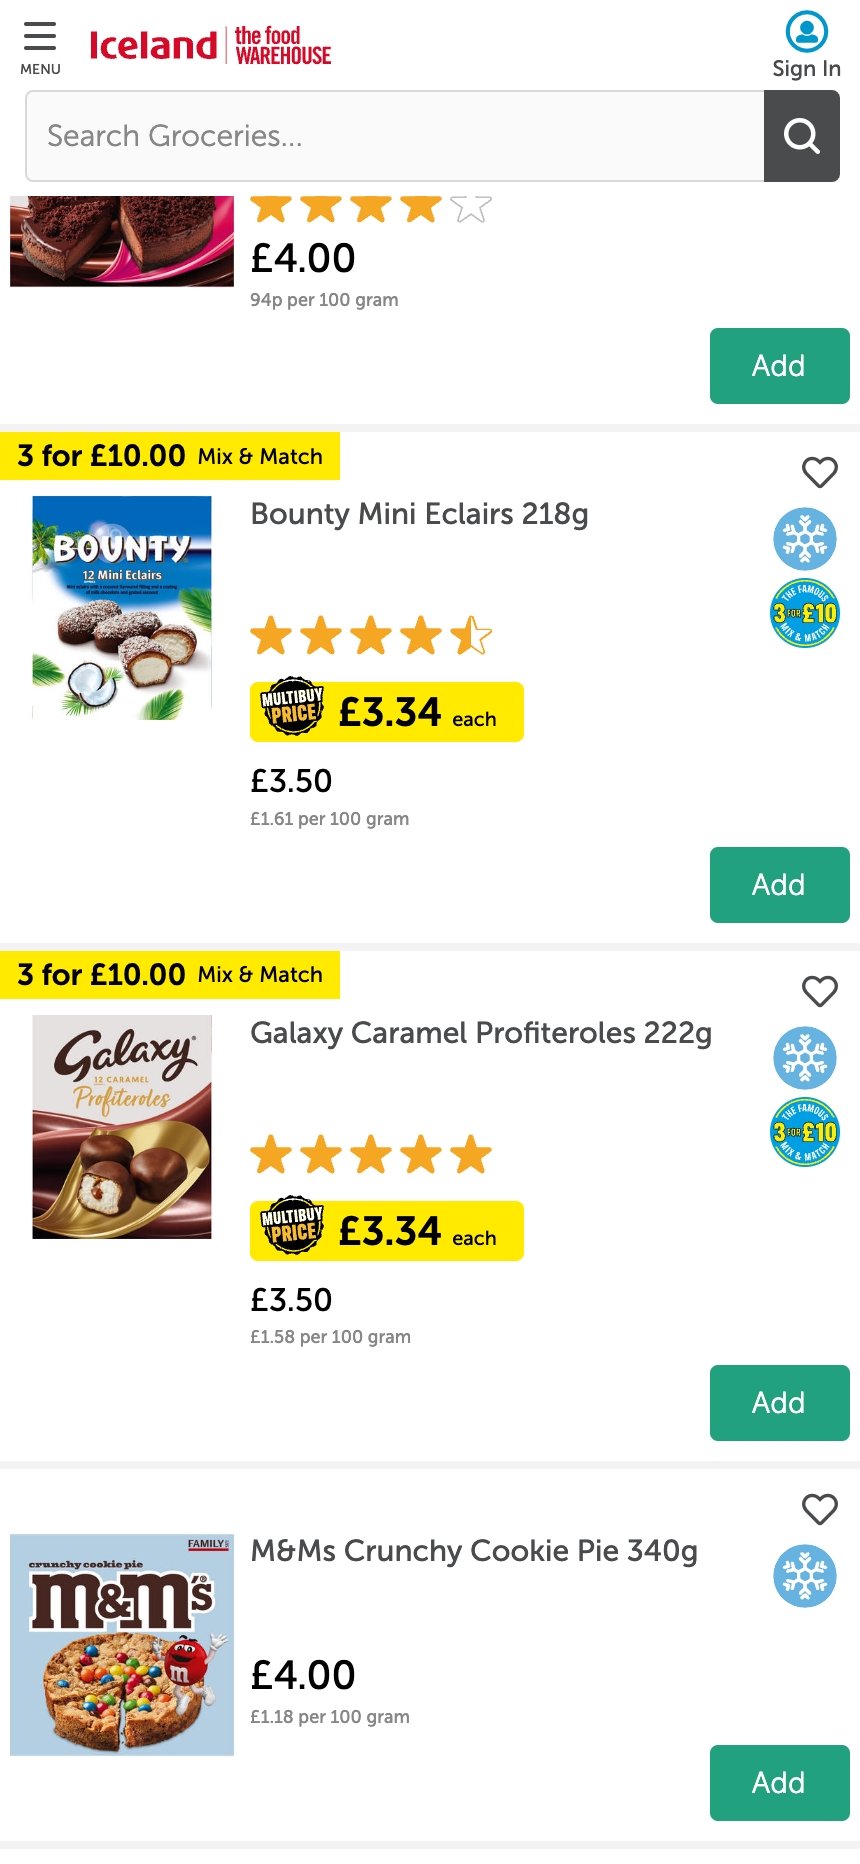 MENU
Iceland
the food
WAREHOUSE
Sign In
Search Groceries...
£4.00
94p per 100 gram
Add
3 for £10.00 Mix & Match
BOUNTY
12 Mini Eclairs
Bounty Mini Eclairs 218g
THE FAMOUS
3 FOR £10
MIX & MATCH
MULTIBUY
PRICE
£3.34 each
£3.50
£1.61 per 100 gram
Add
3 for £10.00 Mix & Match
Galaxy
12 CARAMEL
Profiteroles
Galaxy Caramel Profiteroles 222g
THE FAMOUS
3 FOR £10
MIX & MATCH
MULTIBUY
PRICE
£3.34 each
£3.50
£1.58 per 100 gram
Add
FAMILY
crunchy cookie pie
m&m's
m
M&Ms Crunchy Cookie Pie 340g
£4.00
£1.18 per 100 gram
Add